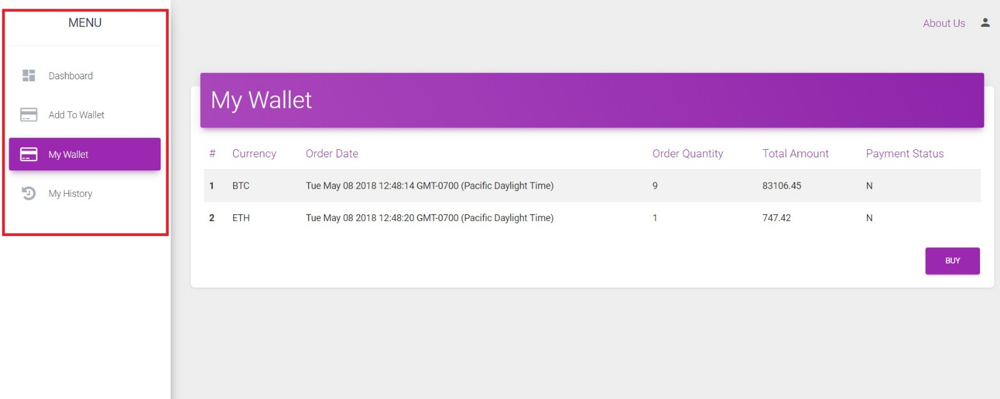 MENU
About Us
Dashboard
Add To Wallet
My Wallet
My History
My Wallet
# Currency Order Date Order Quantity Total Amount Payment Status
1 BTC Tue May 08 2018 12:48:14 GMT-0700 (Pacific Daylight Time) 9 83106.45 N
2 ETH Tue May 08 2018 12:48:20 GMT-0700 (Pacific Daylight Time) 1 747.42 N
BUY